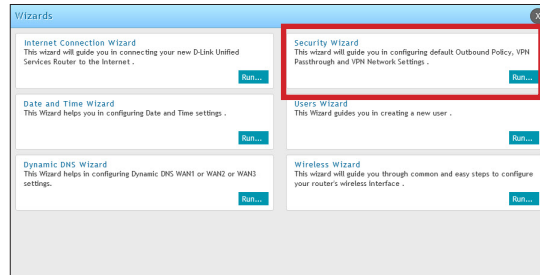 Wizards
X
Internet Connection Wizard
This wizard will guide you in connecting your new D-Link Unified
Services Router to the Internet .
Run...
Security Wizard
This wizard will guide you in configuring default Outbound Policy, VPN
Passthrough and VPN Network Settings .
Run...
Date and Time Wizard
This Wizard helps you in configuring Date and Time settings .
Run...
Users Wizard
This Wizard guides you in creating a new user .
Run...
Dynamic DNS Wizard
This Wizard helps in configuring Dynamic DNS WAN1 or WAN2 or WAN3
settings.
Run...
Wireless Wizard
This wizard will guide you through common and easy steps to configure
your router's wireless interface .
Run...